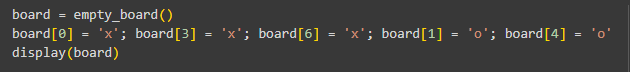 board = empty_board()
board[0] = 'x'; board[3] = 'x'; board[6] = 'x'; board[1] = 'o'; board[4] = 'o'
display(board)